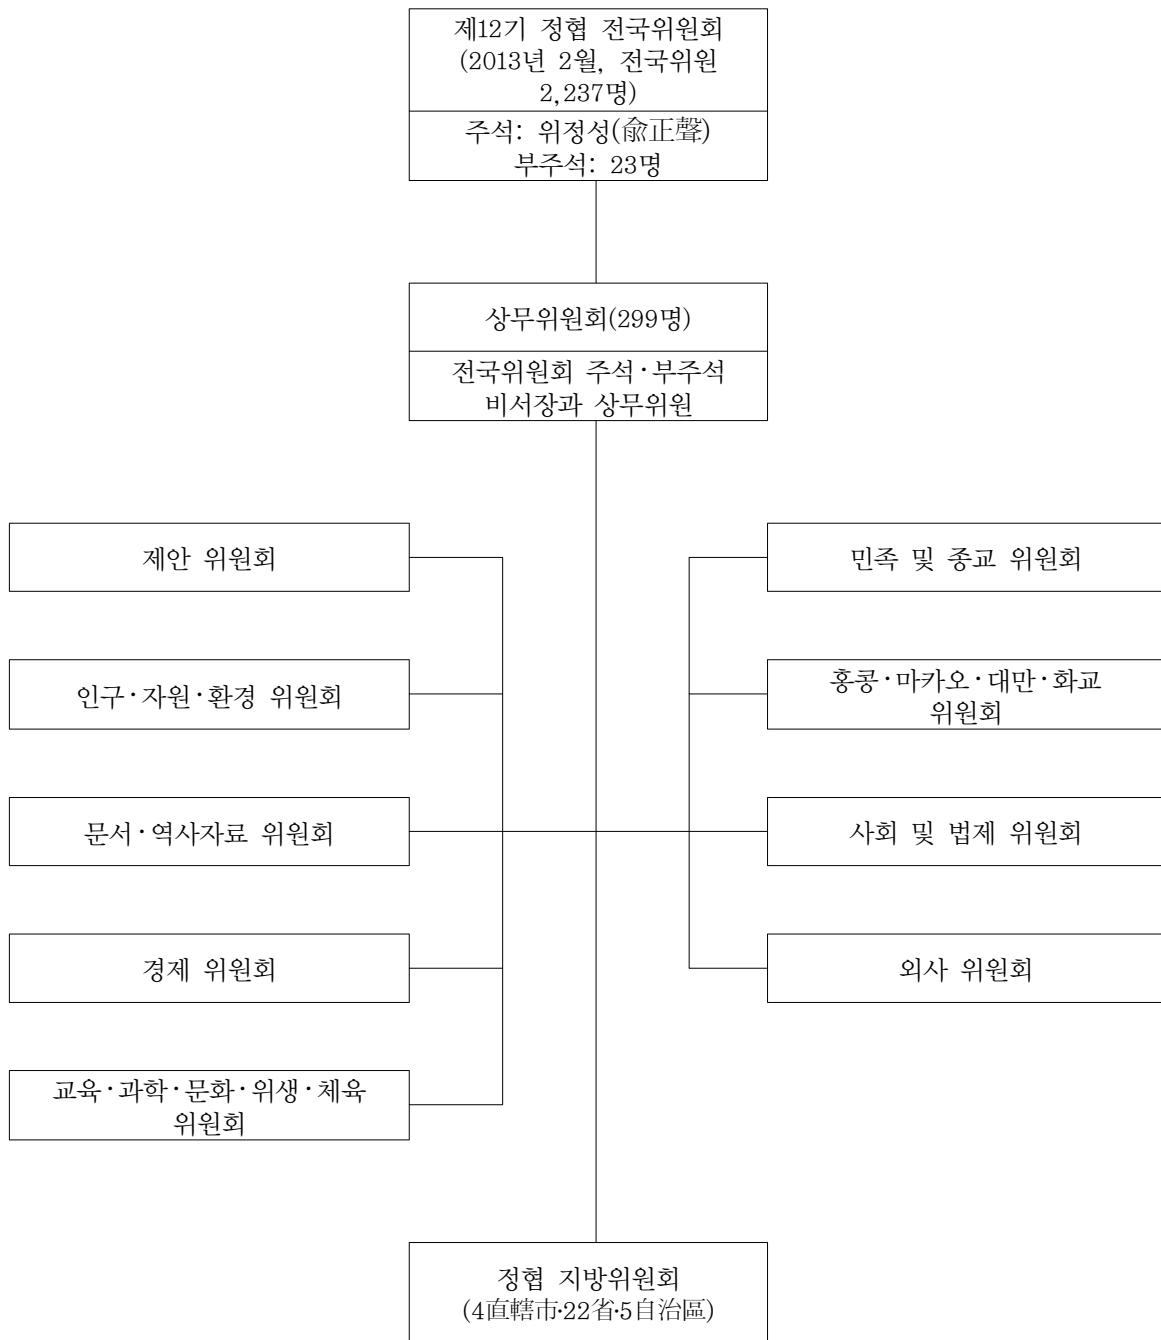 제12기 정협 전국위원회
(2013년 2월, 전국위원
2,237명)
주석: 위정성(兪正聲)
부주석: 23명
상무위원회(299명)
전국위원회 주석·부주석
비서장과 상무위원
제안 위원회
민족 및 종교 위원회
인구·자원·환경 위원회
홍콩·마카오·대만·화교
위원회
문서·역사자료 위원회
사회 및 법제 위원회
경제 위원회
외사 위원회
교육·과학·문화·위생·체육
위원회
정협 지방위원회
(4直轄市·22省·5自治區)